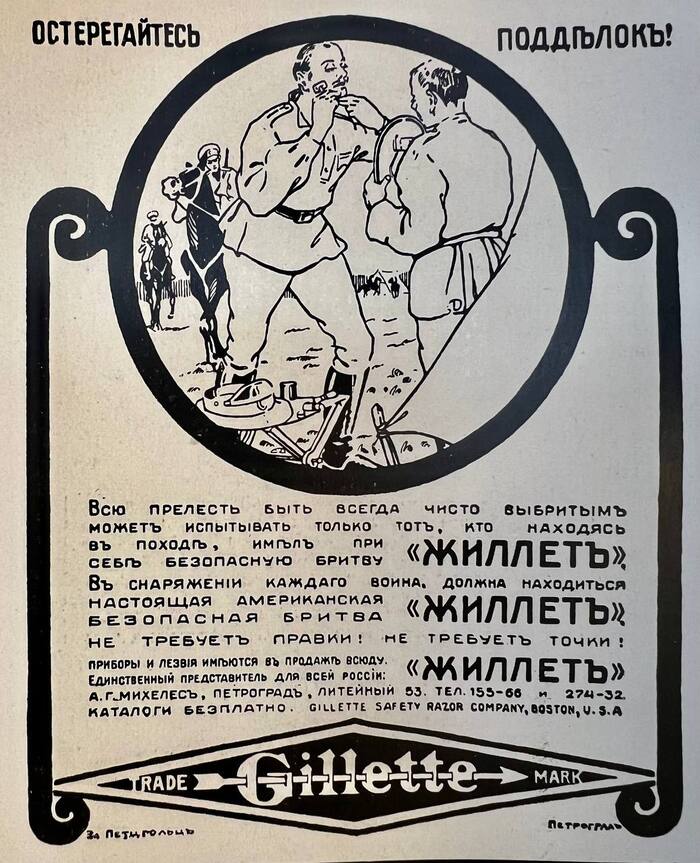 ОСТЕРЕГАЙТЕСЬ ПОДДѢЛОКЪ!
Всю прелесть быть всегда чисто выбритымъ
можетъ испытывать только тотъ, кто находясь
въ походѣ, имѣлъ при
себѣ безопасную бритву «ЖИЛЛЕТЪ»,
Въ снаряженіи каждаго воина, должна находиться
настоящая американская
безопасная бритва «ЖИЛЛЕТЪ»,
не требуетъ правки! не требуетъ точки!
приборы и лезвія имѣются въ продажѣ всюду.
Единственный представитель для всей россіи: «ЖИЛЛЕТЪ»
А.Г. Михелесъ, Петроградъ, Литейный 53. тел. 155-66 и 274-32.
каталоги безплатно. GILLETTE SAFETY RAZOR COMPANY, BOSTON, U.S.A
TRADE Gillette MARK
За Петроградъ